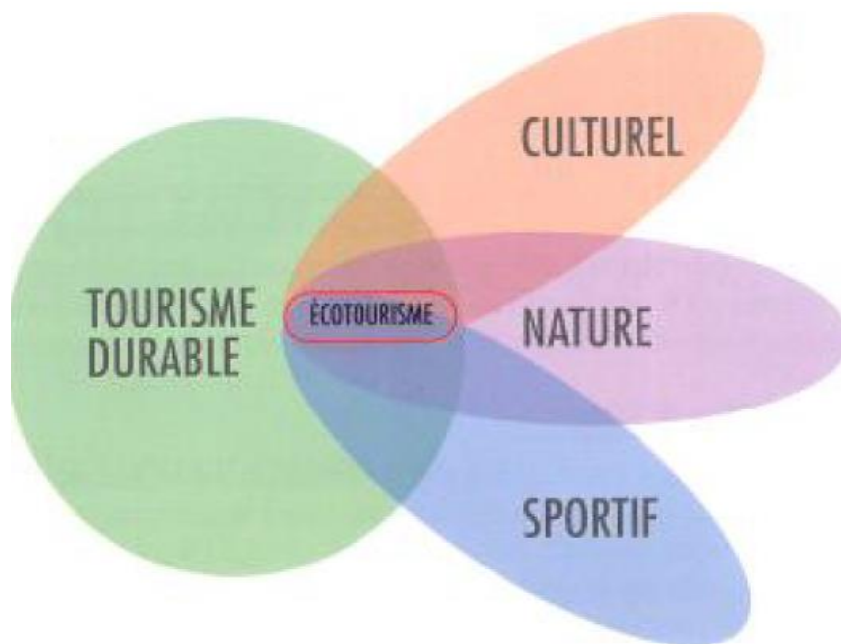 CULTUREL
TOURISME
DURABLE
ÉCOTOURISME
NATURE
SPORTIF